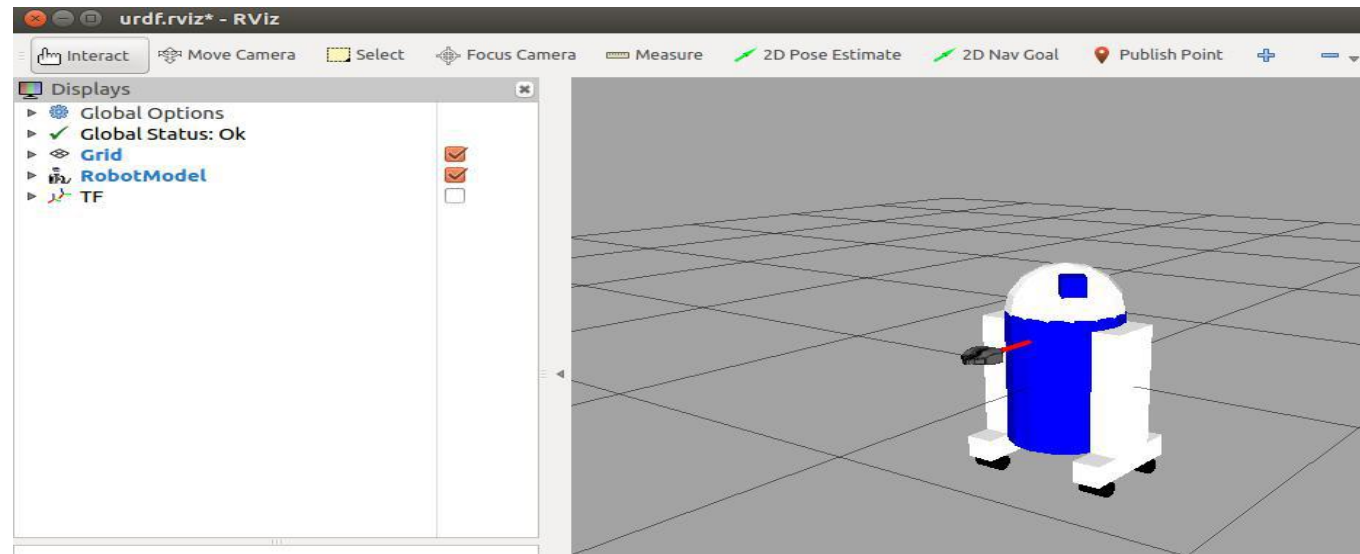 urdf.rviz* - RViz
Interact Move Camera Select Focus Camera Measure 2D Pose Estimate 2D Nav Goal Publish Point
Displays
Global Options
Global Status: Ok
Grid
RobotModel
TF